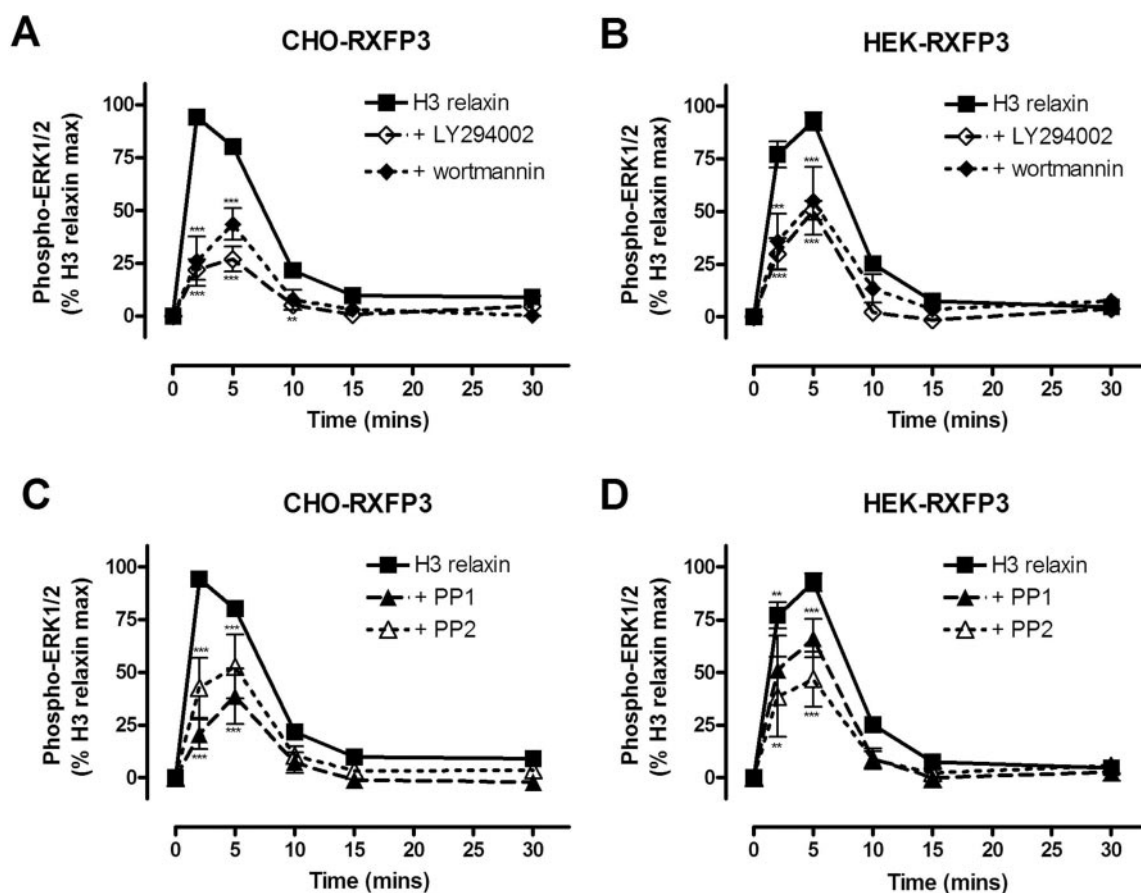 A
CHO-RXFP3
Phospho-ERK1/2
(% H3 relaxin max)
100
75
50
25
0
H3 relaxin
+ LY294002
+ wortmannin
***
***
***
***
**
0 5 10 15 20 25 30
Time (mins)
B
HEK-RXFP3
Phospho-ERK1/2
(% H3 relaxin max)
100
75
50
25
0
H3 relaxin
+ LY294002
+ wortmannin
***
***
***
***
0 5 10 15 20 25 30
Time (mins)
C
CHO-RXFP3
Phospho-ERK1/2
(% H3 relaxin max)
100
75
50
25
0
H3 relaxin
+ PP1
+ PP2
***
***
***
***
0 5 10 15 20 25 30
Time (mins)
D
HEK-RXFP3
Phospho-ERK1/2
(% H3 relaxin max)
100
75
50
25
0
H3 relaxin
+ PP1
+ PP2
**
***
***
**
0 5 10 15 20 25 30
Time (mins)